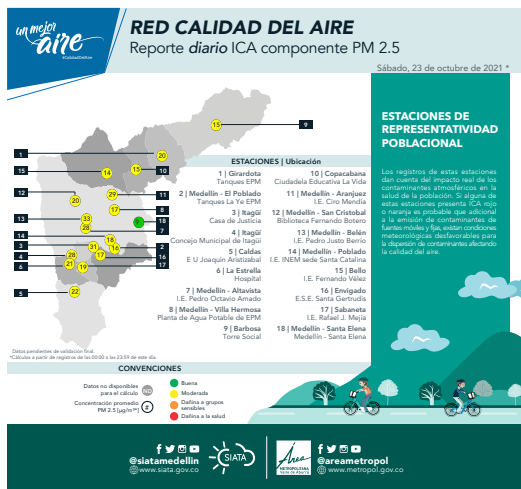 un mejor
aire
#CalidadDelAire
RED CALIDAD DEL AIRE
Reporte diario ICA componente PM 2.5
Sábado, 23 de octubre de 2021 *
ESTACIONES DE
REPRESENTATIVIDAD
POBLACIONAL
Los registros de estas estaciones
dan cuenta del impacto real de los
contaminantes atmosféricos en la
salud de la población. Si alguna de
estas estaciones presenta ICA rojo
o naranja es probable que adicional
a la emisión de contaminantes de
fuentes móviles y fijas, existan condiciones
meteorológicas desfavorables para
la dispersión de contaminantes afectando
la calidad del aire.
15
9
1
20
15
14
15
10
12
20
29
11
17
8
13
33
18
28
7
14
18
3
31
16
2
4
28
17
16
6
21
19
17
5
22
ESTACIONES | Ubicación
1 | Girardota
Tanques EPM
2 | Medellín - El Poblado
Tanques La Ye EPM
3 | Itagüí
Casa de Justicia
4 | Itagüí
Concejo Municipal de Itagüí
5 | Caldas
E U Joaquín Aristizabal
6 | La Estrella
Hospital
7 | Medellín - Altavista
I.E. Pedro Octavio Amado
8 | Medellín - Villa Hermosa
Planta de Agua Potable de EPM
9 | Barbosa
Torre Social
10 | Copacabana
Ciudadela Educativa La Vida
11 | Medellín - Aranjuez
I.E. Ciro Mendía
12 | Medellín - San Cristobal
Biblioteca Fernando Botero
13 | Medellín - Belén
I.E. Pedro Justo Berrío
14 | Medellín - Poblado
I.E. INEM sede Santa Catalina
15 | Bello
I.E. Fernando Vélez
16 | Envigado
E.S.E. Santa Gertrudis
17 | Sabaneta
I.E. Rafael J. Mejía
18 | Medellín - Santa Elena
Medellín - Santa Elena
Datos pendientes de validación final.
*Cálculos a partir de registros de las 00:00 a las 23:59 de este día.
CONVENCIONES
Datos no disponibles
para el cálculo
ND
Concentración promedio
PM 2.5 [µg/m³]
#
Buena
Moderada
Dañina a grupos
sensibles
Dañina a la salud
@siatamedellin
www.siata.gov.co
SIATA
Área
METROPOLITANA
Valle de Aburrá
@areametropol
www.metropol.gov.co